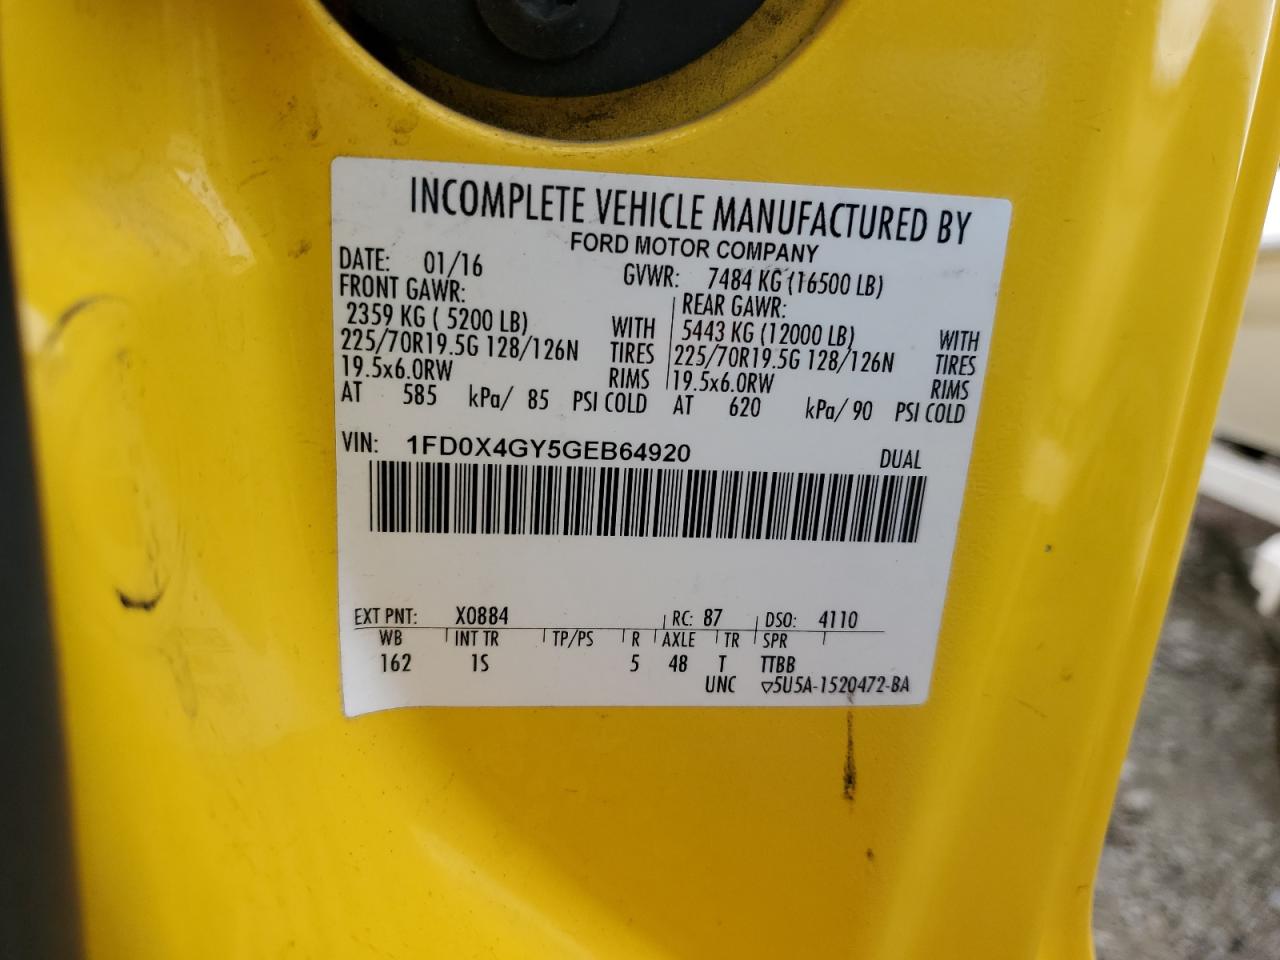 INCOMPLETE VEHICLE MANUFACTURED BY
FORD MOTOR COMPANY
DATE: 01/16 GVWR: 7484 KG (16500 LB)
FRONT GAWR: REAR GAWR:
2359 KG ( 5200 LB) WITH 5443 KG (12000 LB) WITH
225/70R19.5G 128/126N TIRES 225/70R19.5G 128/126N TIRES
19.5x6.0RW RIMS 19.5x6.0RW RIMS
AT 585 kPa/ 85 PSI COLD AT 620 kPa/ 90 PSI COLD
VIN: 1FD0X4GY5GEB64920 DUAL
EXT PNT: X0884 RC: 87 DSO: 4110
WB INT TR TP/PS R AXLE TR SPR
162 1S 5 48 T TTBB
UNC ▽5U5A-1520472-BA